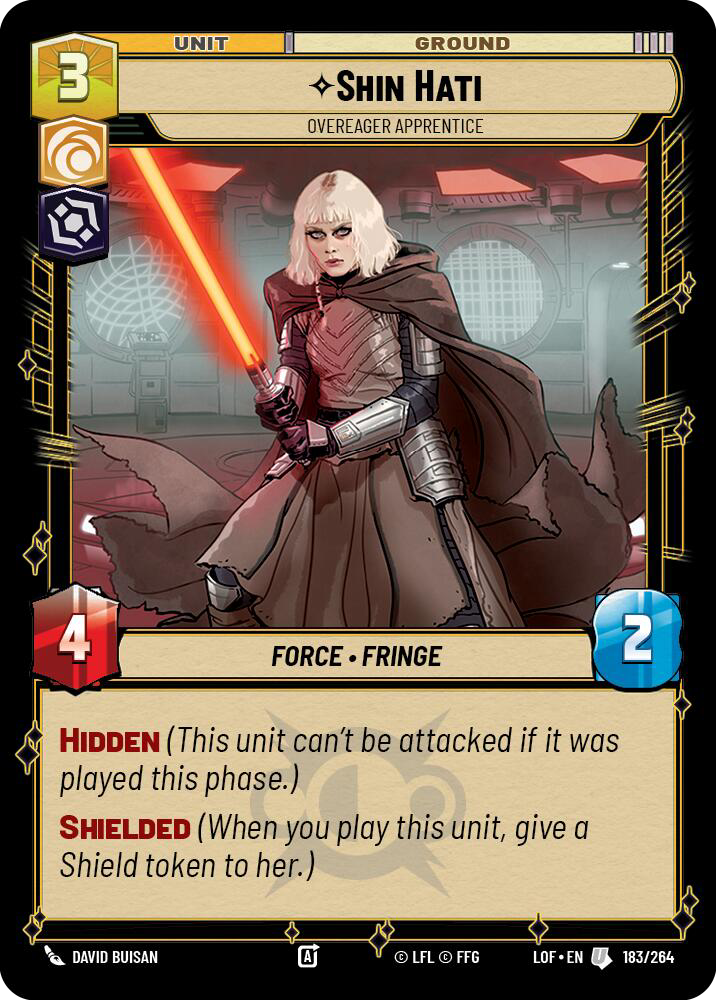 UNIT
GROUND
3
✧SHIN HATI
OVEREAGER APPRENTICE
4
FORCE • FRINGE
2
HIDDEN (This unit can't be attacked if it was
played this phase.)
SHIELDED (When you play this unit, give a
Shield token to her.)
DAVID BUISAN
A
© LFL © FFG
LOF • EN
U
183/264